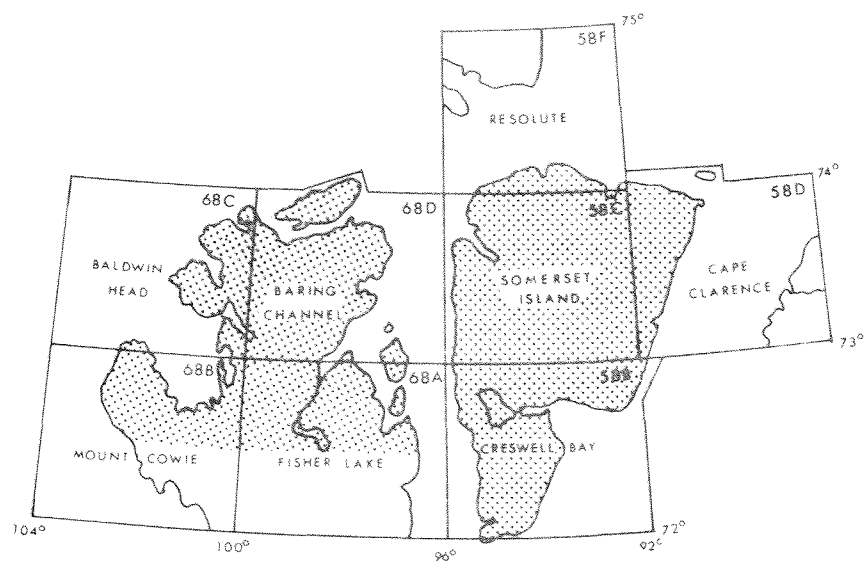 75°
58F
RESOLUTE
74°
68C
68D
58E
58D
BALDWIN
HEAD
BARING
CHANNEL
SOMERSET
ISLAND
CAPE
CLARENCE
73°
68B
68A
58B
MOUNT COWIE
FISHER LAKE
CRESWELL BAY
104°
100°
96°
92°
72°